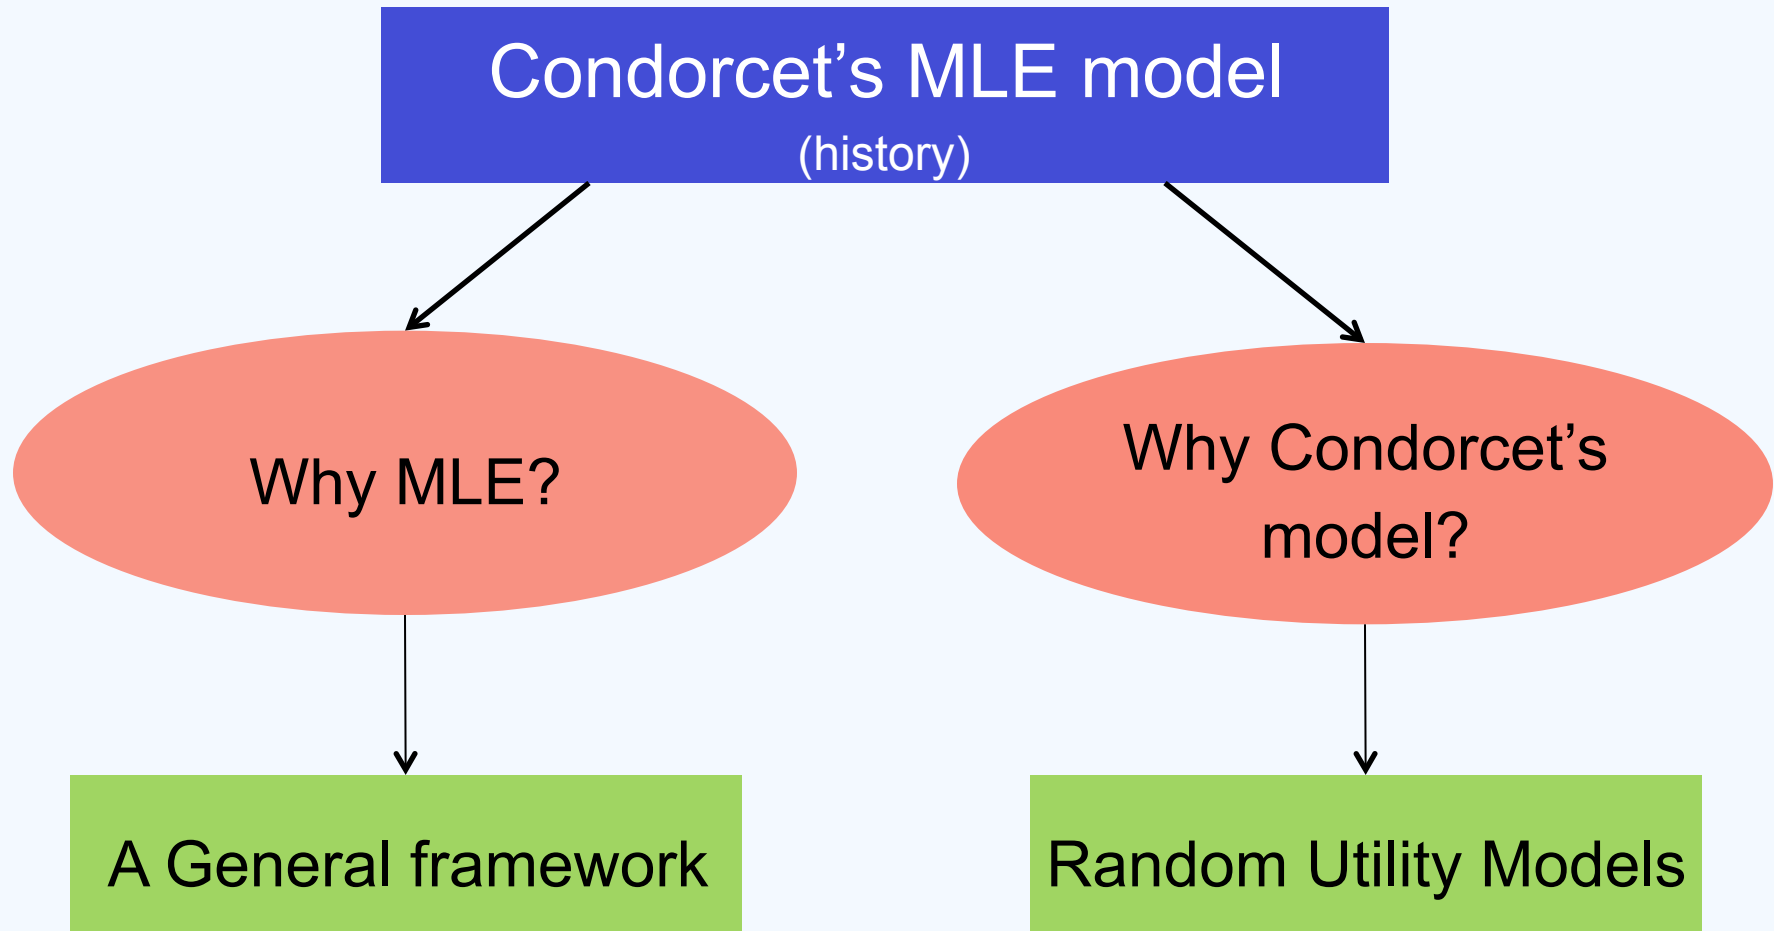 Condorcet’s MLE model
(history)
Why MLE?
Why Condorcet’s
model?
A General framework
Random Utility Models